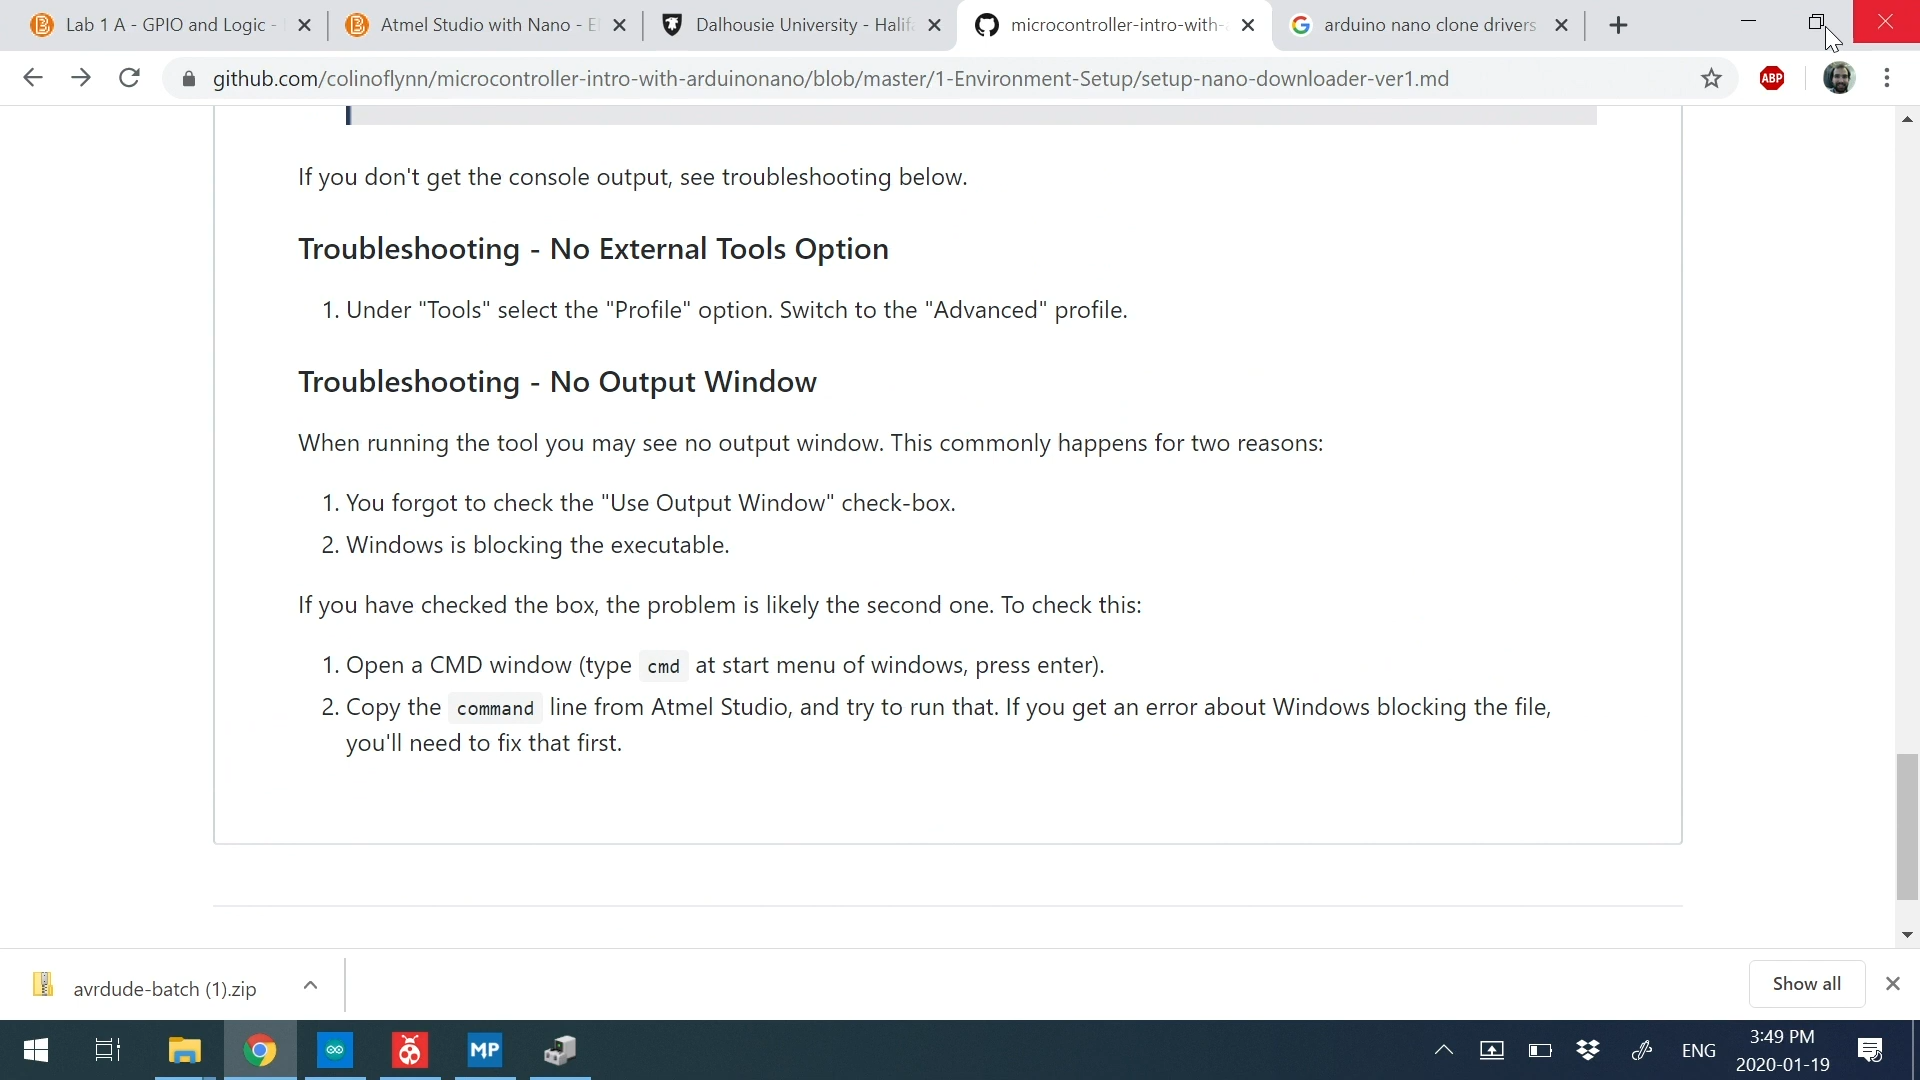 Lab 1 A - GPIO and Logic -
Atmel Studio with Nano - El
Dalhousie University - Halif
microcontroller-intro-with-
arduino nano clone drivers
github.com/colinoflynn/microcontroller-intro-with-arduinonano/blob/master/1-Environment-Setup/setup-nano-downloader-ver1.md
ABP
If you don't get the console output, see troubleshooting below.
Troubleshooting - No External Tools Option
1. Under "Tools" select the "Profile" option. Switch to the "Advanced" profile.
Troubleshooting - No Output Window
When running the tool you may see no output window. This commonly happens for two reasons:
1. You forgot to check the "Use Output Window" check-box.
2. Windows is blocking the executable.
If you have checked the box, the problem is likely the second one. To check this:
1. Open a CMD window (type cmd at start menu of windows, press enter).
2. Copy the command line from Atmel Studio, and try to run that. If you get an error about Windows blocking the file,
you'll need to fix that first.
avrdude-batch (1).zip
Show all
MP
ENG
3:49 PM
2020-01-19